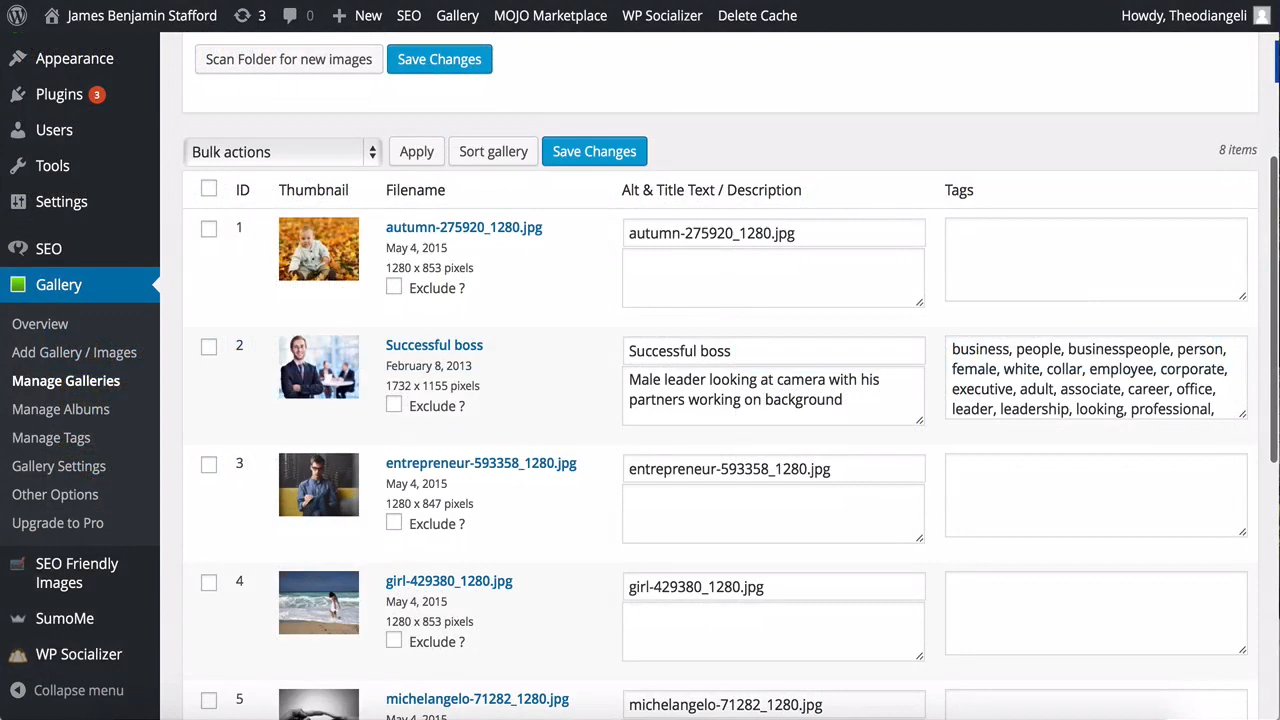 James Benjamin Stafford 3 0 New SEO Gallery MOJO Marketplace WP Socializer Delete Cache Howdy, Theodiangeli
Appearance
Plugins 3
Users
Tools
Settings
SEO
Gallery
Overview
Add Gallery / Images
Manage Galleries
Manage Albums
Manage Tags
Gallery Settings
Other Options
Upgrade to Pro
SEO Friendly
Images
SumoMe
WP Socializer
Collapse menu
Scan Folder for new images Save Changes
Bulk actions Apply Sort gallery Save Changes 8 items
ID Thumbnail Filename Alt & Title Text / Description Tags
1 autumn-275920_1280.jpg autumn-275920_1280.jpg
May 4, 2015
1280 x 853 pixels
Exclude ?
2 Successful boss Successful boss business, people, businesspeople, person,
February 8, 2013 Male leader looking at camera with his female, white, collar, employee, corporate,
1732 x 1155 pixels partners working on background executive, adult, associate, career, office,
Exclude ? leader, leadership, looking, professional,
3 entrepreneur-593358_1280.jpg entrepreneur-593358_1280.jpg
May 4, 2015
1280 x 847 pixels
Exclude ?
4 girl-429380_1280.jpg girl-429380_1280.jpg
May 4, 2015
1280 x 853 pixels
Exclude ?
5 michelangelo-71282_1280.jpg michelangelo-71282_1280.jpg
May 4, 2015